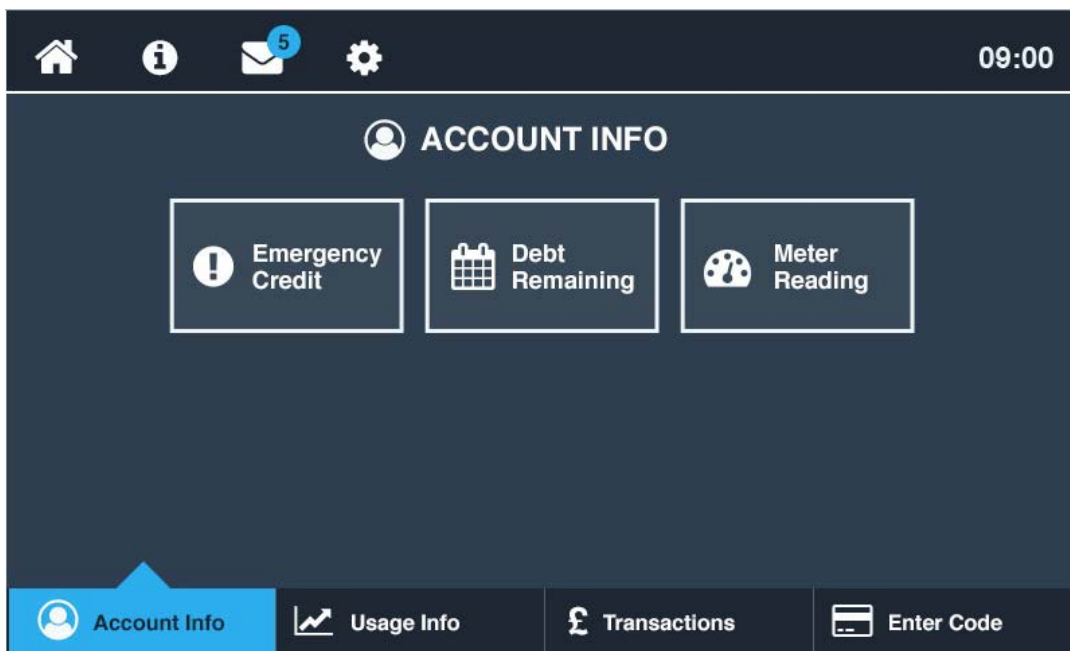 5
09:00
ACCOUNT INFO
Emergency
Credit
Debt
Remaining
Meter
Reading
Account Info
Usage Info
£ Transactions
Enter Code